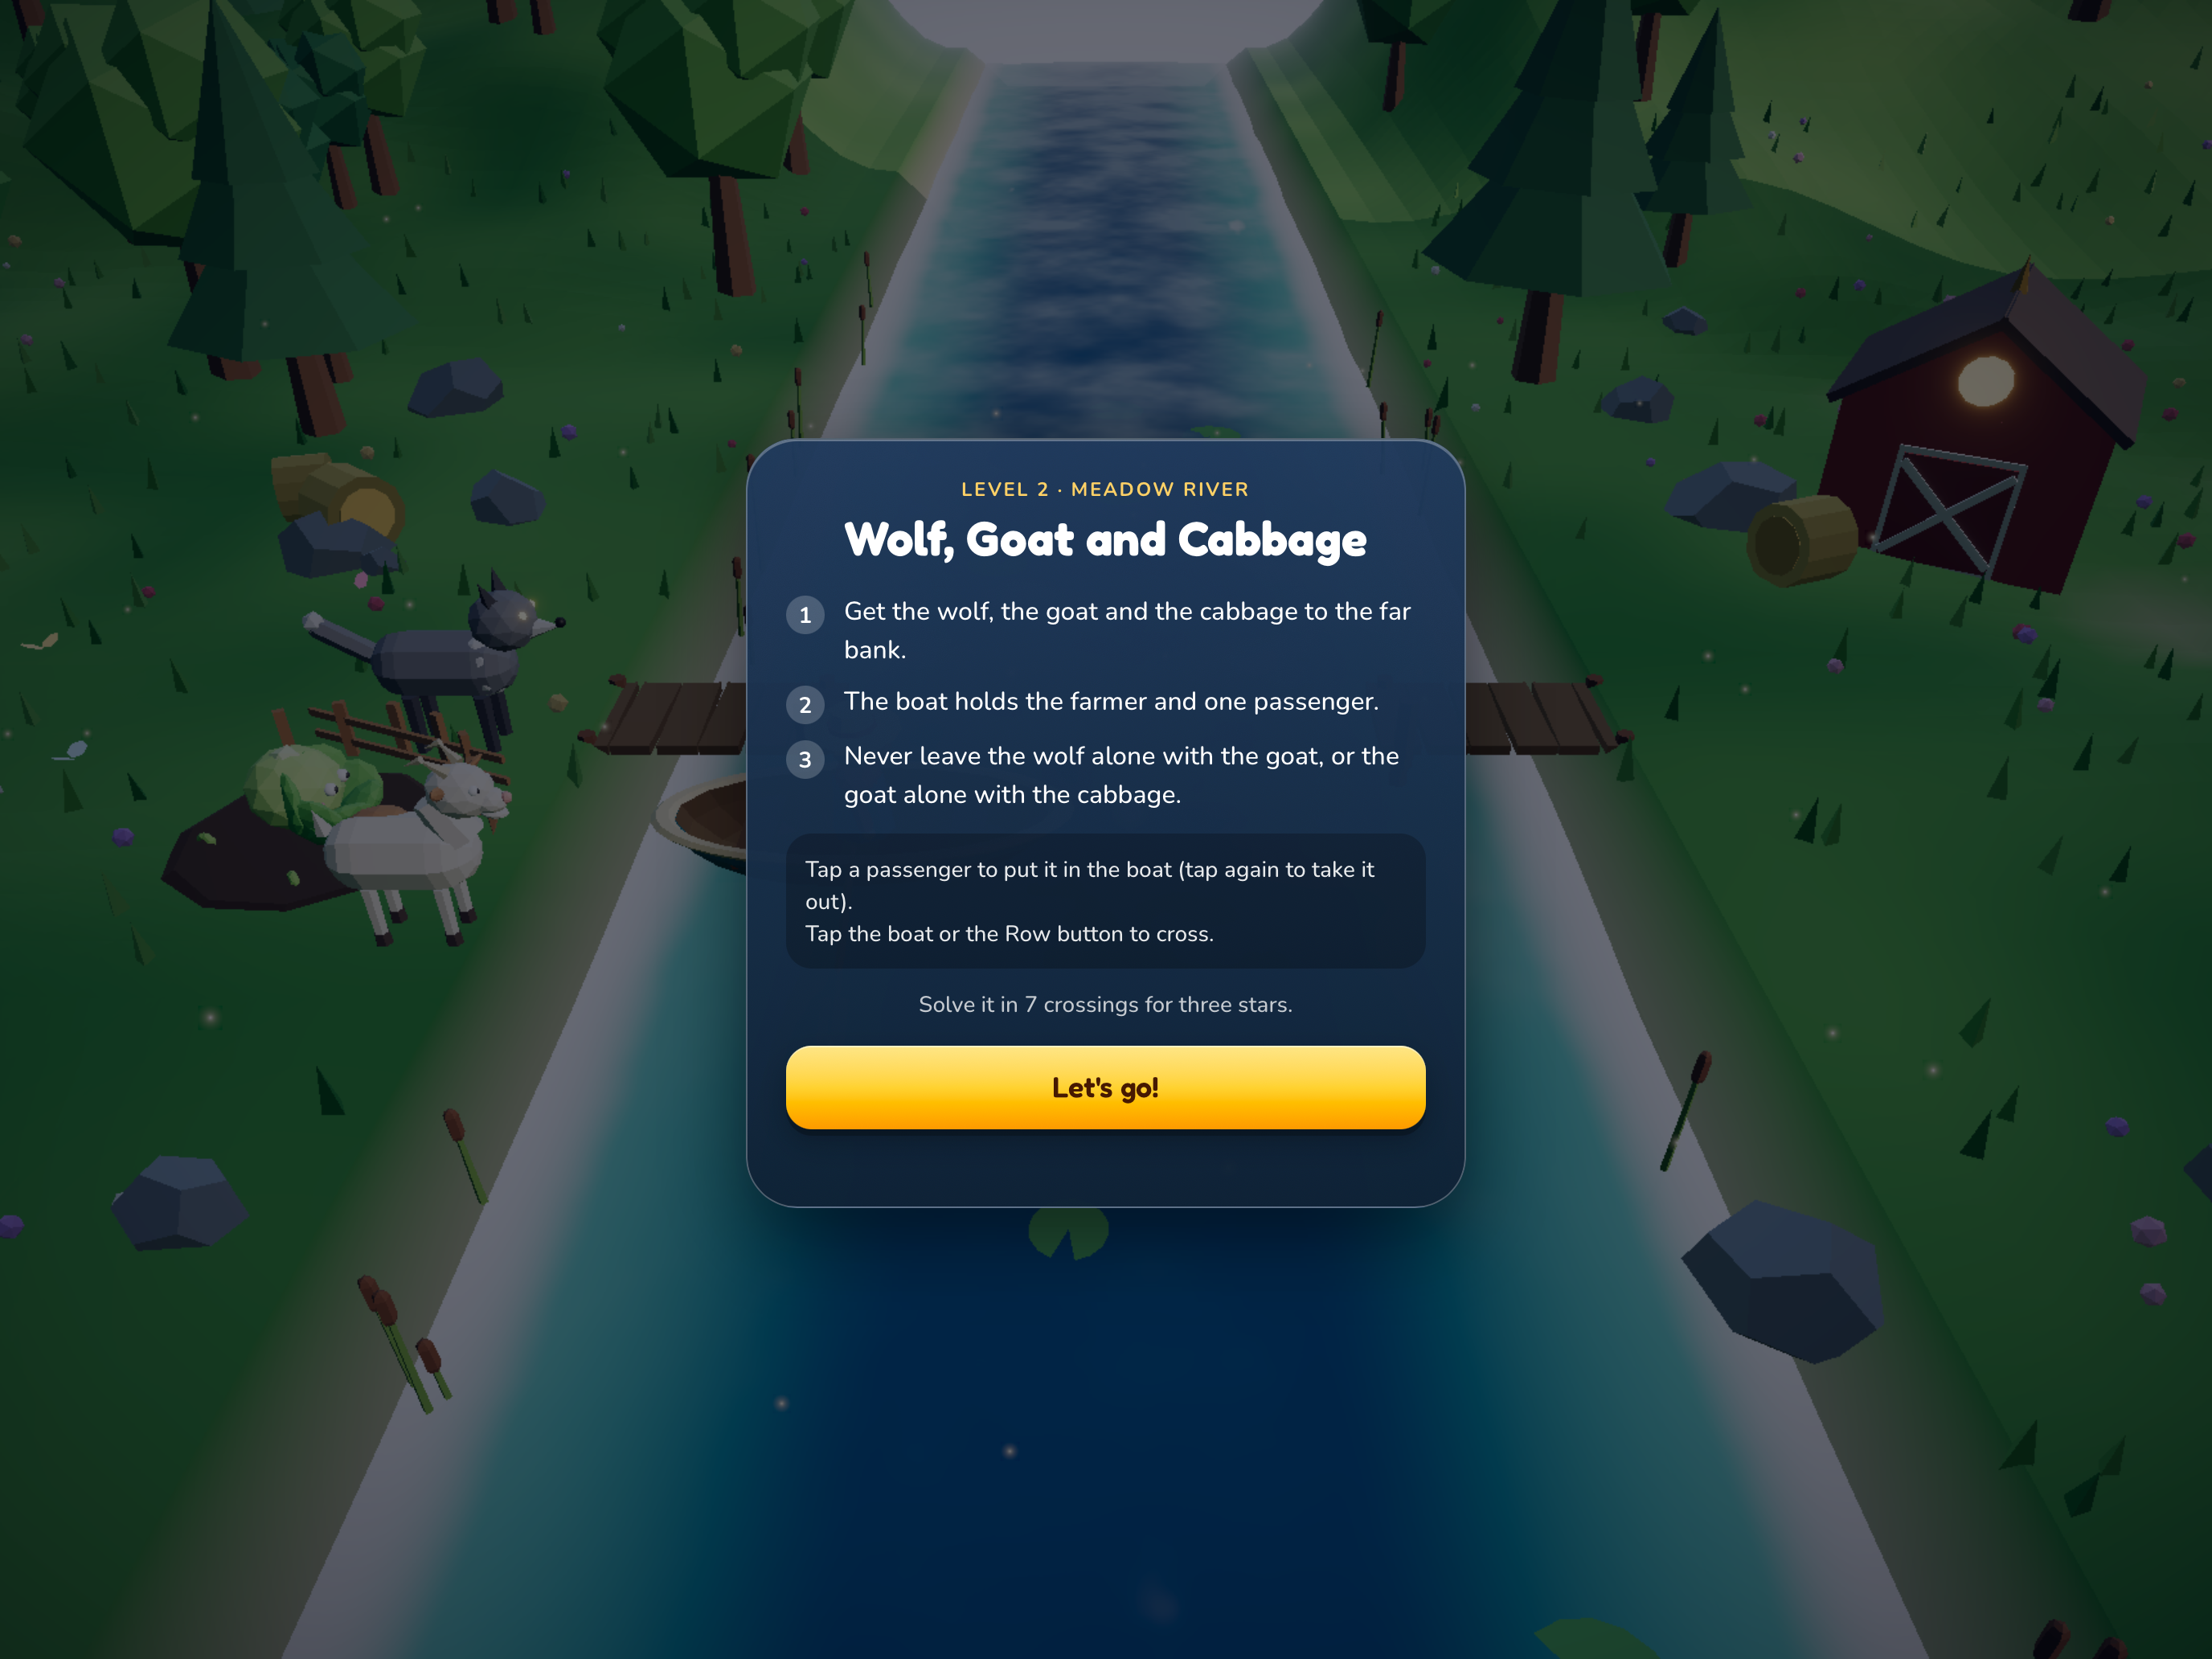 LEVEL 2 · MEADOW RIVER
Wolf, Goat and Cabbage
1 Get the wolf, the goat and the cabbage to the far
bank.
2 The boat holds the farmer and one passenger.
3 Never leave the wolf alone with the goat, or the
goat alone with the cabbage.
Tap a passenger to put it in the boat (tap again to take it
out).
Tap the boat or the Row button to cross.
Solve it in 7 crossings for three stars.
Let's go!